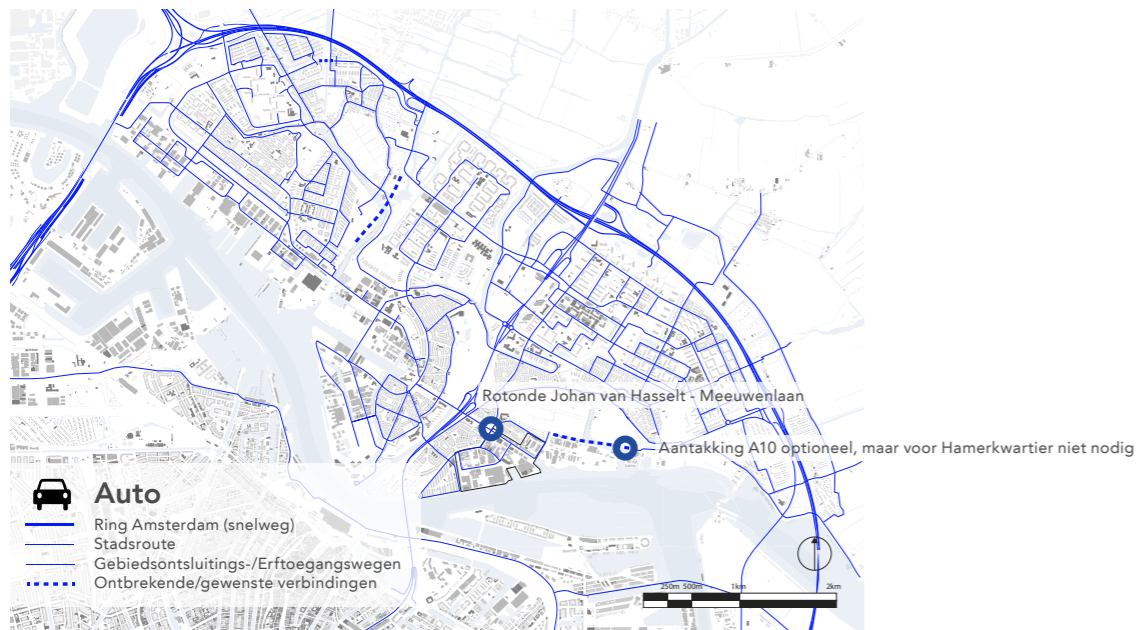 Rotonde Johan van Hasselt - Meeuwenlaan
Aantakking A10 optioneel, maar voor Hamerkwartier niet nodig
Auto
Ring Amsterdam (snelweg)
Stadsroute
Gebiedsontsluitings-/Erftoegangswegen
Ontbrekende/gewenste verbindingen
250m 500m 1km 2km